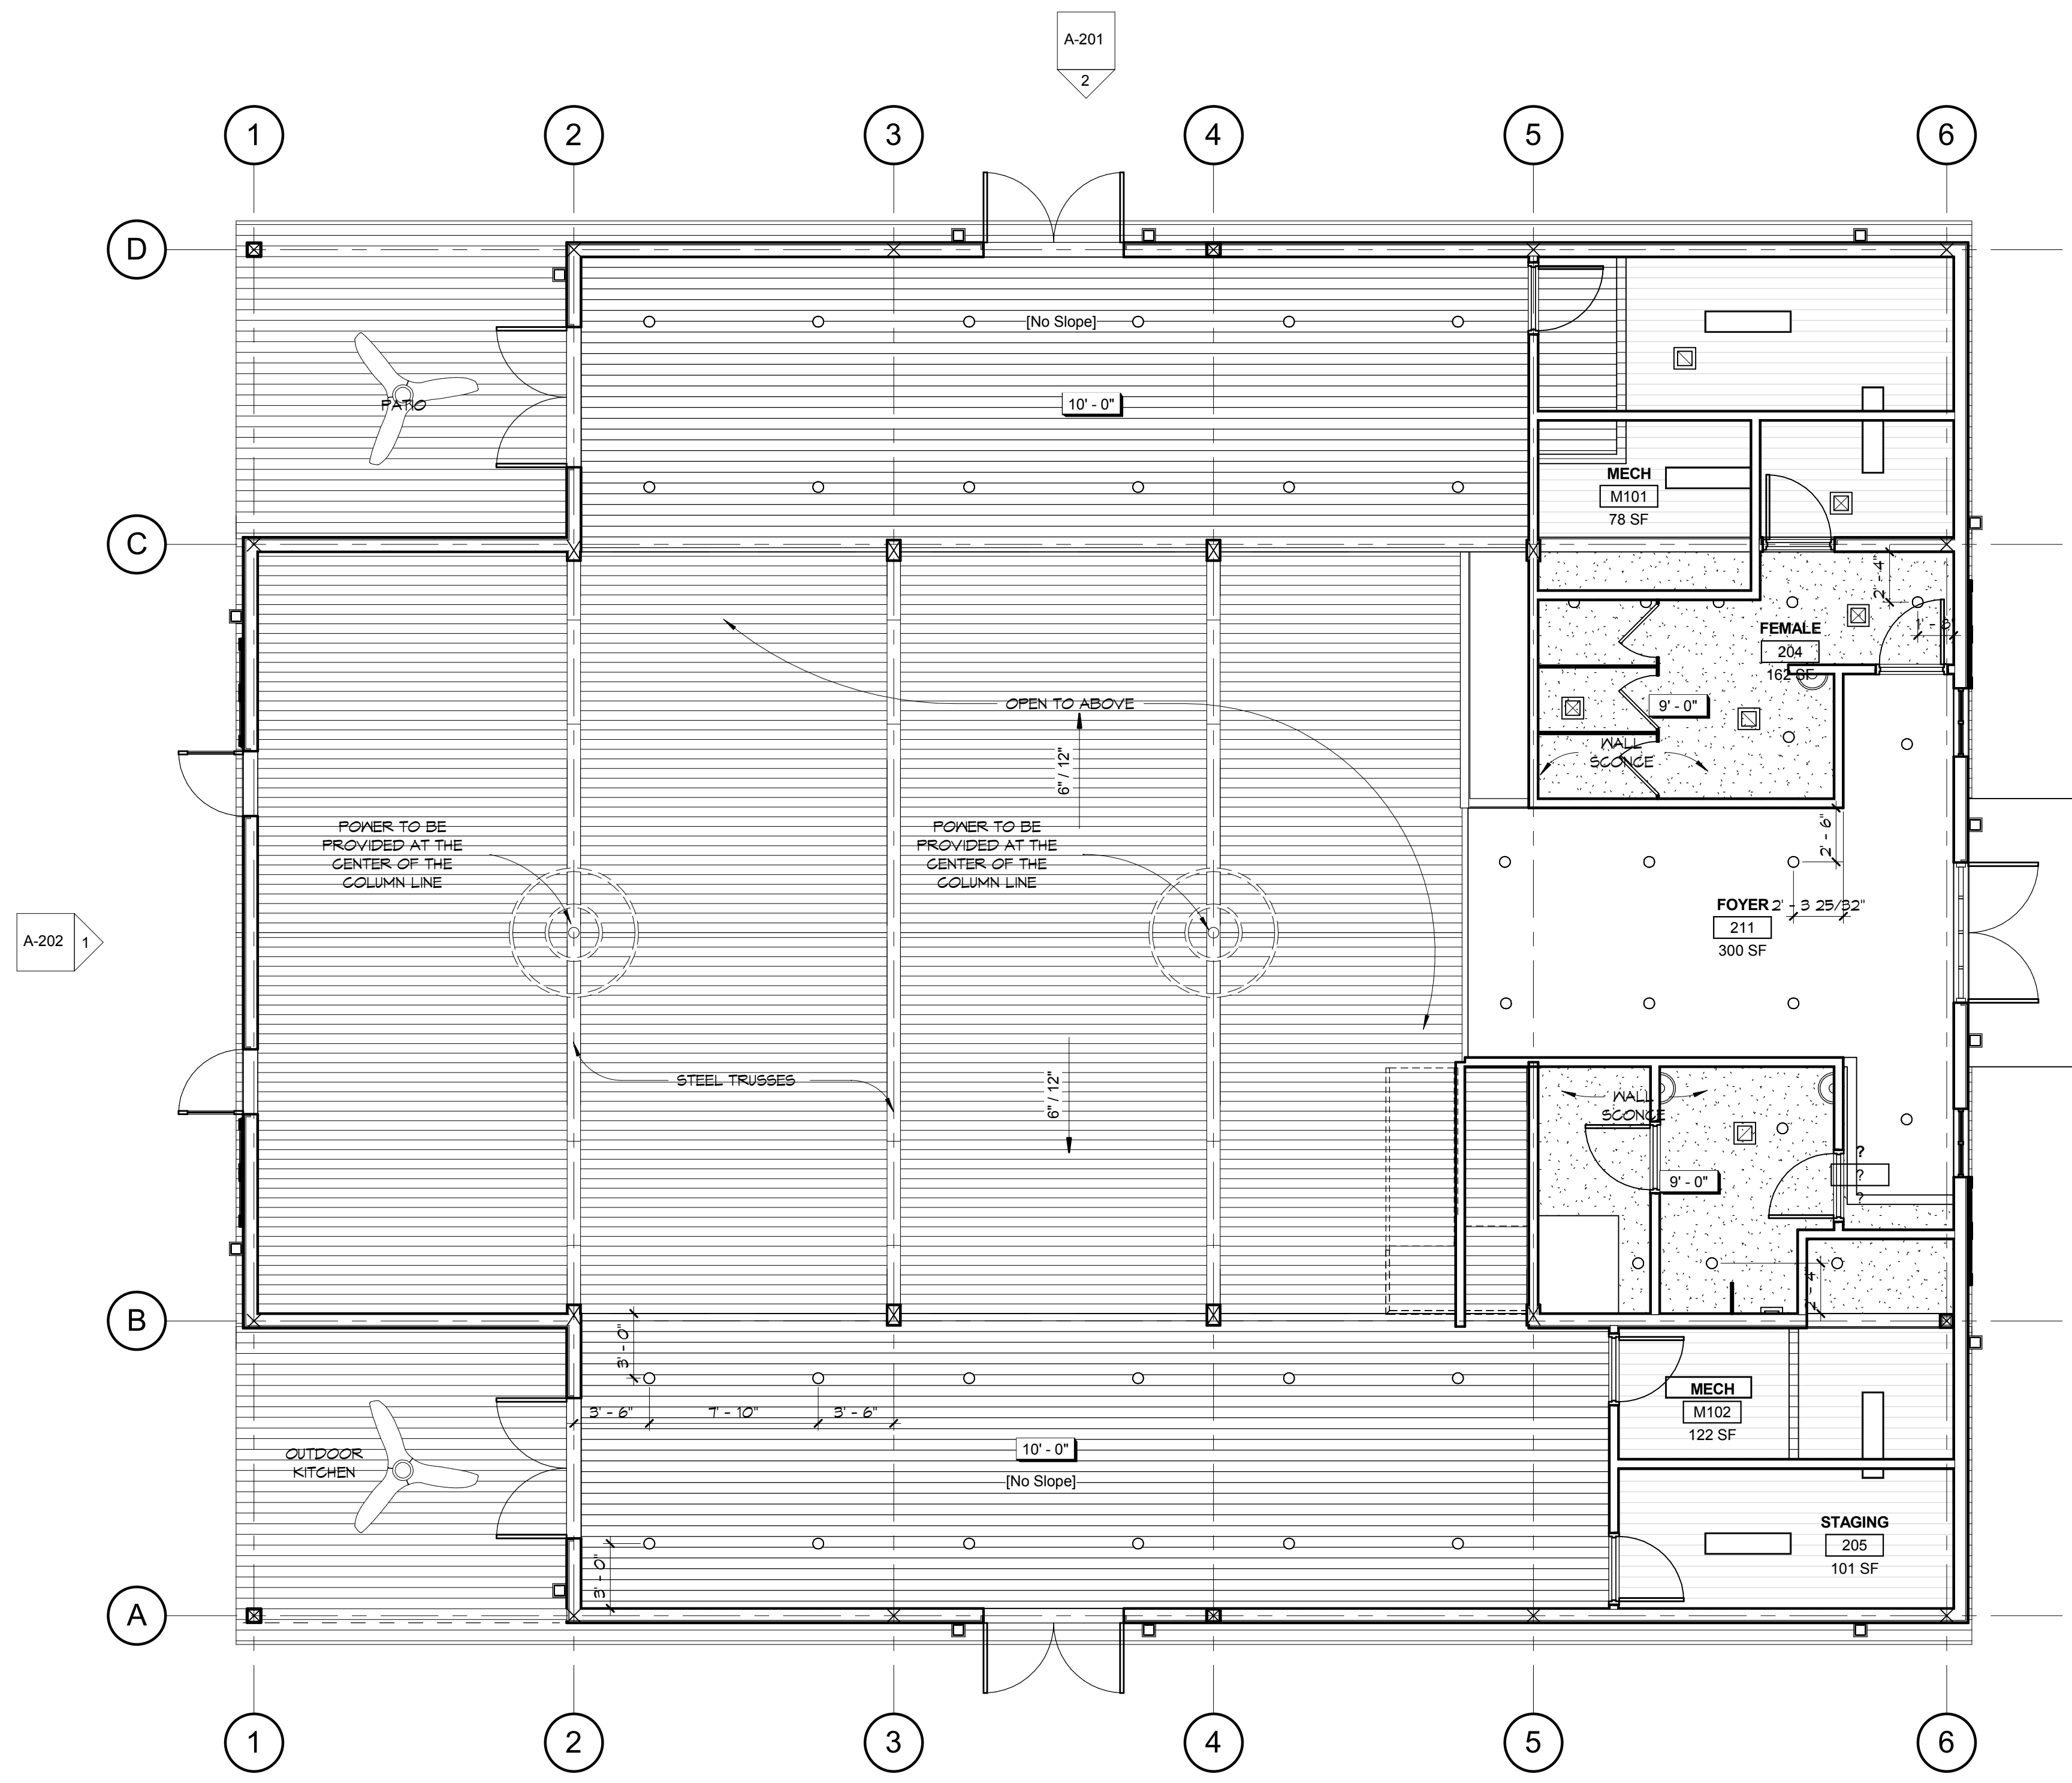 A-201
2
1
2
3
4
5
6
D
[No Slope]
PATIO
10' - 0"
MECH
M101
78 SF
C
2' - 4"
1' - 8"
FEMALE
204
162 SF
9' - 0"
OPEN TO ABOVE
6" / 12"
WALL
SCONCE
POWER TO BE
PROVIDED AT THE
CENTER OF THE
COLUMN LINE
POWER TO BE
PROVIDED AT THE
CENTER OF THE
COLUMN LINE
2' - 6"
FOYER
2' - 3 25/32"
211
300 SF
A-202
1
STEEL TRUSSES
6" / 12"
WALL
SCONCE
?
?
?
9' - 0"
2' - 4"
B
3' - 0"
3' - 6"
7' - 10"
3' - 6"
MECH
M102
122 SF
10' - 0"
OUTDOOR
KITCHEN
[No Slope]
STAGING
205
101 SF
3' - 0"
A
1
2
3
4
5
6